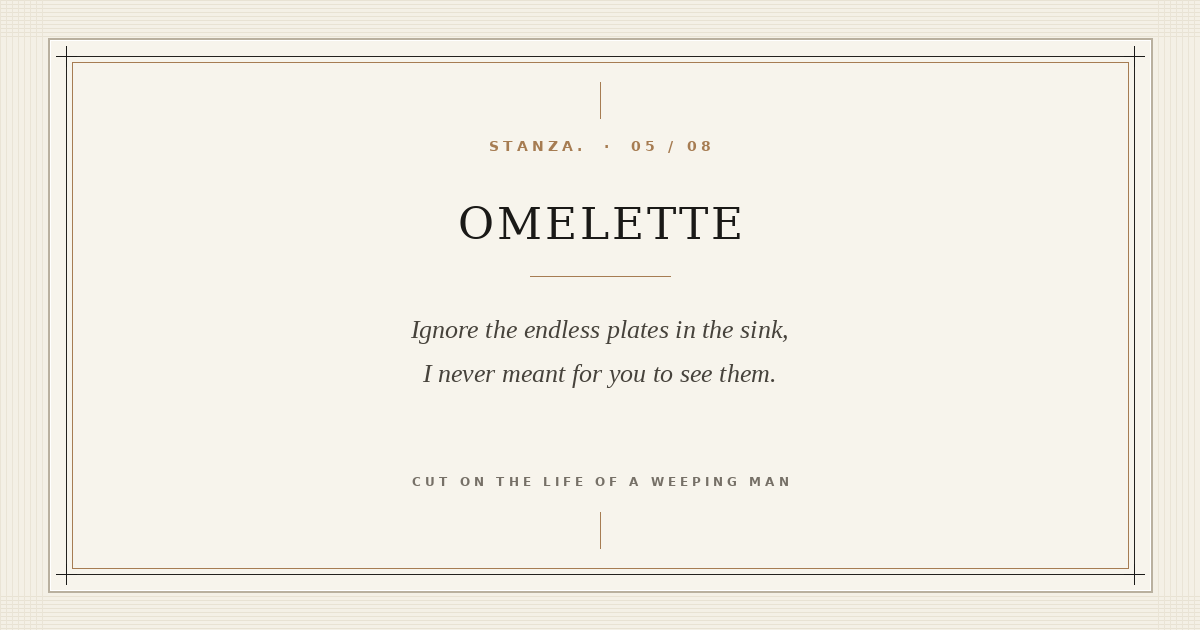 STANZA. · 05 / 08
OMELETTE
Ignore the endless plates in the sink,
I never meant for you to see them.
CUT ON THE LIFE OF A WEEPING MAN